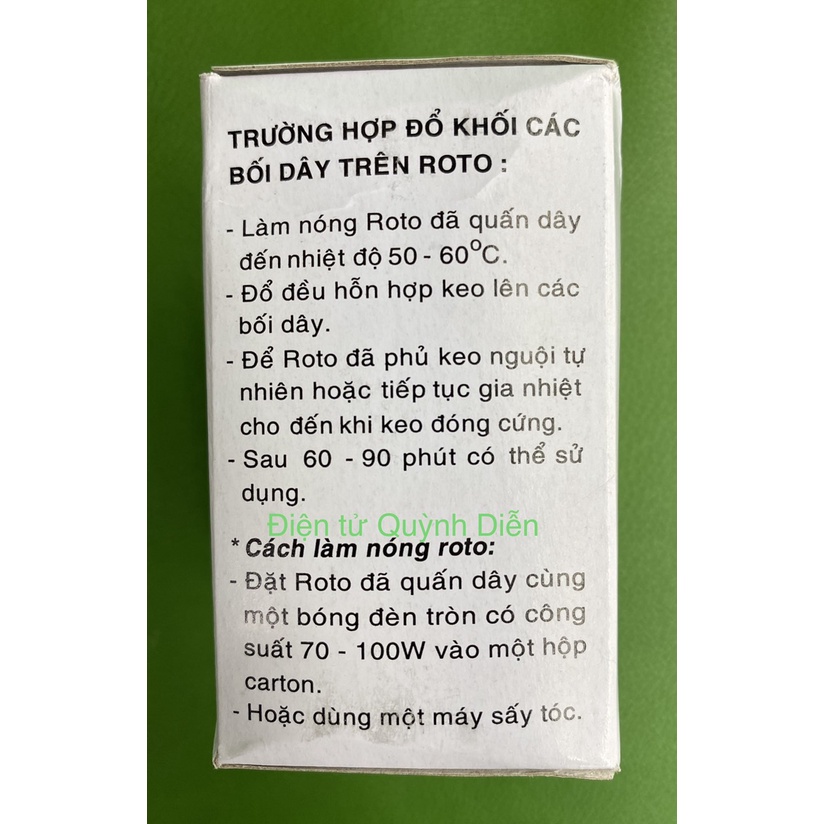 TRƯỜNG HỢP ĐỔ KHỐI CÁC
BỐI DÂY TRÊN ROTO :
- Làm nóng Roto đã quấn dây
đến nhiệt độ 50 - 60°C.
- Đổ đều hỗn hợp keo lên các
bối dây.
- Để Roto đã phủ keo nguội tự
nhiên hoặc tiếp tục gia nhiệt
cho đến khi keo đóng cứng.
- Sau 60 - 90 phút có thể sử
dụng.
Điện tử Quỳnh Diễn
* Cách làm nóng roto:
- Đặt Roto đã quấn dây cùng
một bóng đèn tròn có công
suất 70 - 100W vào một hộp
carton.
- Hoặc dùng một máy sấy tóc.